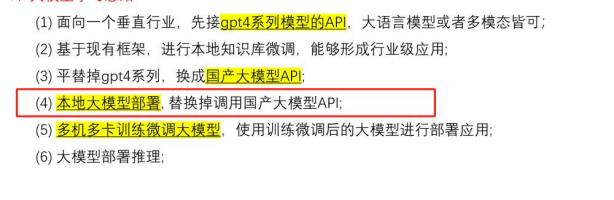 (1) 面向一个垂直行业，先接gpt4系列模型的API，大语言模型或者多模态皆可；
(2) 基于现有框架，进行本地知识库微调，能够形成行业级应用;
(3) 平替掉gpt4系列，换成国产大模型API;
(4) 本地大模型部署, 替换掉调用国产大模型API;
(5) 多机多卡训练微调大模型，使用训练微调后的大模型进行部署应用;
(6) 大模型部署推理;